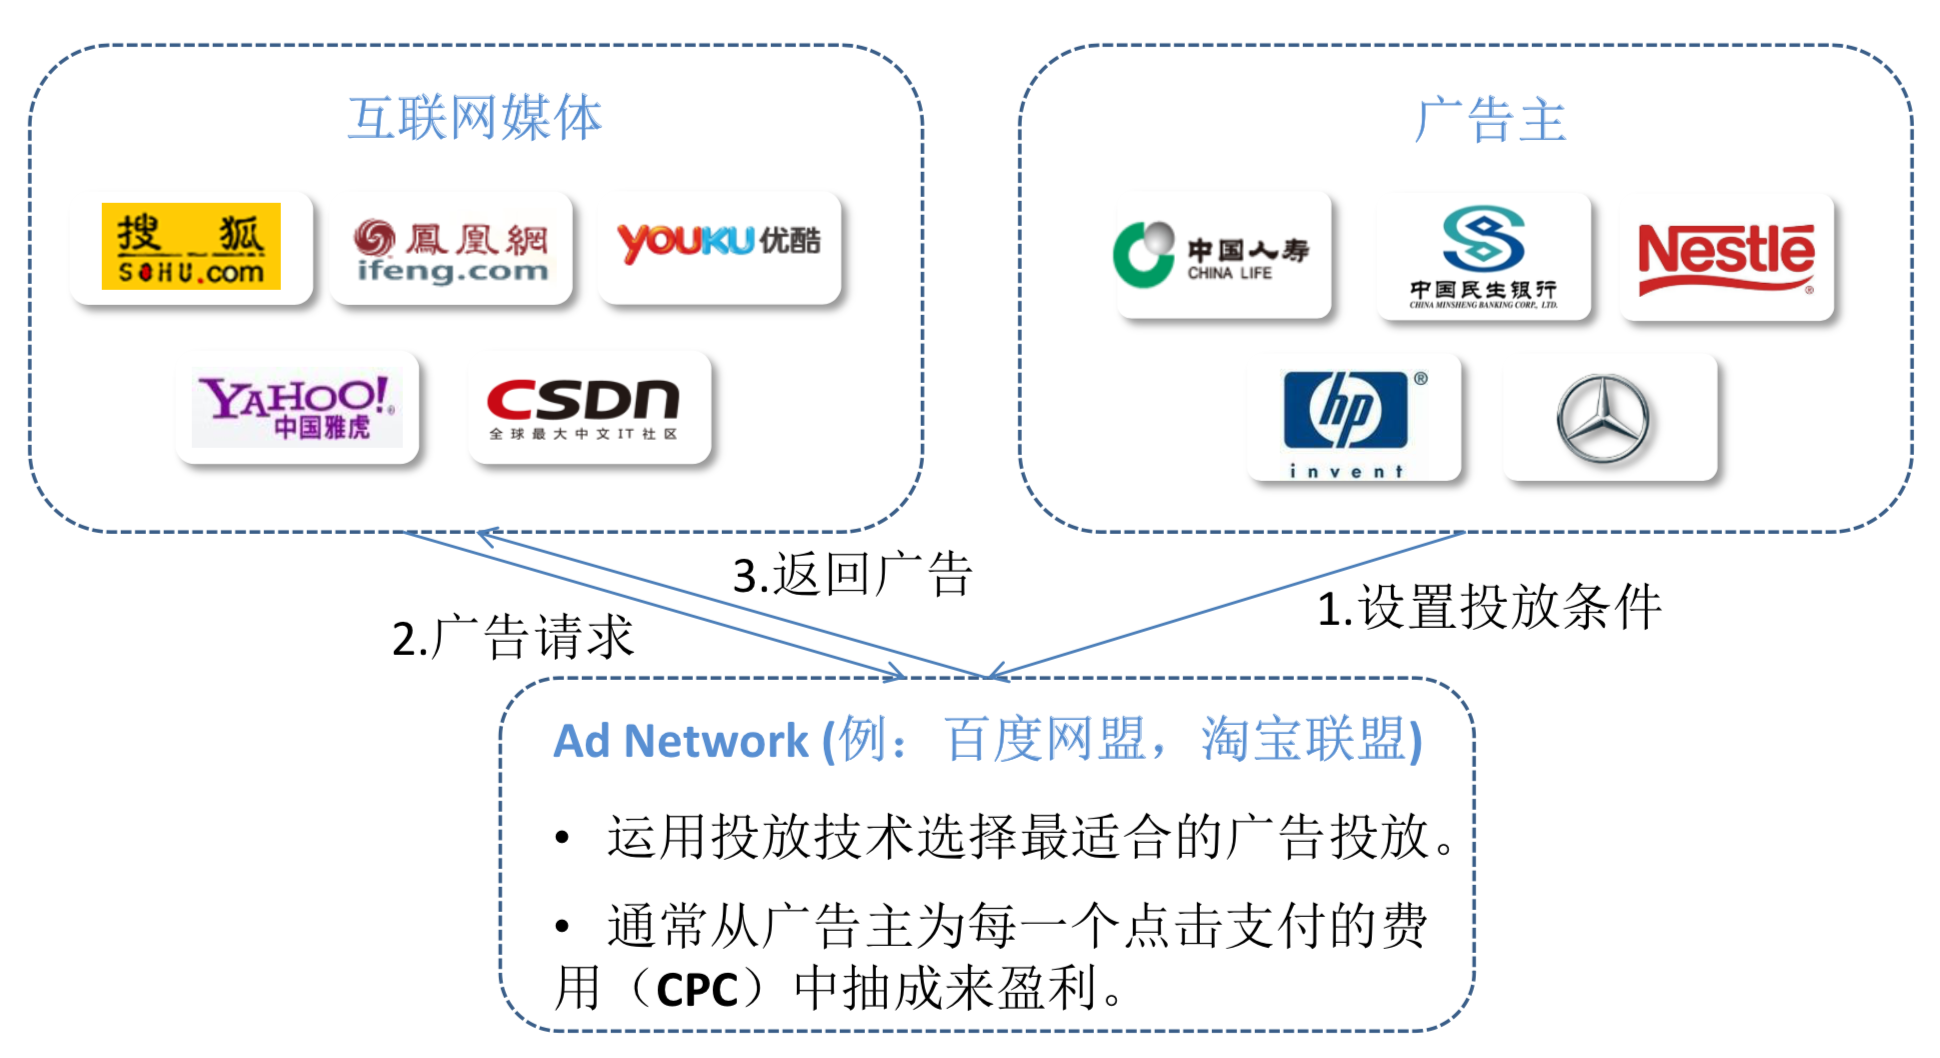 互联网媒体
搜狐
SOHU.com
鳳凰網
ifeng.com
YOUKU优酷
YAHOO!®
中国雅虎
CSDN
全球最大中文IT社区
广告主
中国人寿
CHINA LIFE
中国民生银行
CHINA MINSHENG BANKING CORP., LTD.
Nestlé®
hp®
invent
3.返回广告
2.广告请求
1.设置投放条件
Ad Network (例：百度网盟，淘宝联盟)
• 运用投放技术选择最适合的广告投放。
• 通常从广告主为每一个点击支付的费
用（CPC）中抽成来盈利。